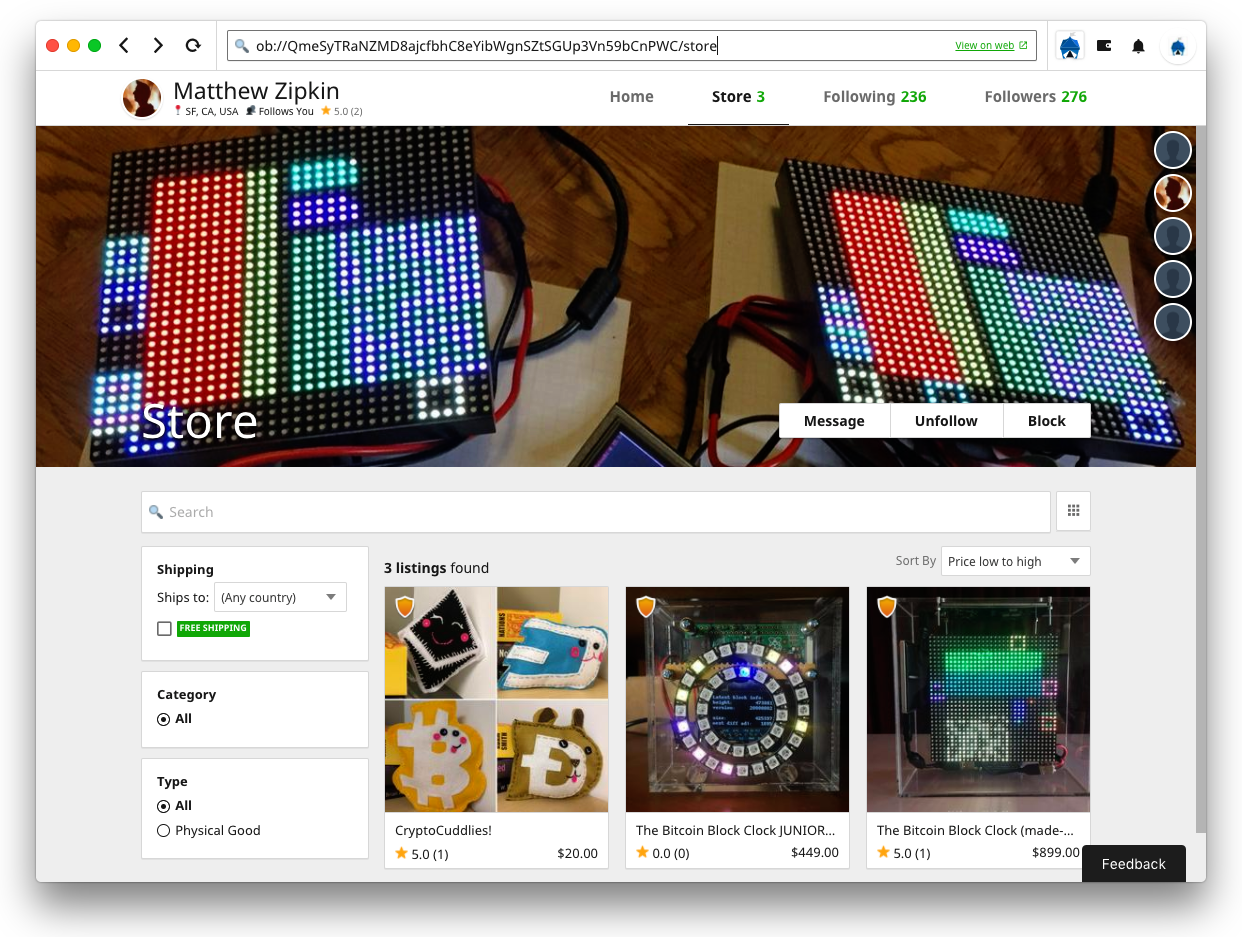 ob://QmeSyTRaNZMD8ajcfbhC8eYibWgnSZtSGUp3Vn59bCnPWC/store
View on web
Matthew Zipkin
SF, CA, USA Follows You 5.0 (2)
Home
Store 3
Following 236
Followers 276
Store
Message
Unfollow
Block
Search
Shipping
Ships to: (Any country)
FREE SHIPPING
Category
All
Type
All
Physical Good
3 listings found
Sort By Price low to high
CryptoCuddlies!
5.0 (1) $20.00
The Bitcoin Block Clock JUNIOR...
0.0 (0) $449.00
The Bitcoin Block Clock (made-...
5.0 (1) $899.00
Feedback